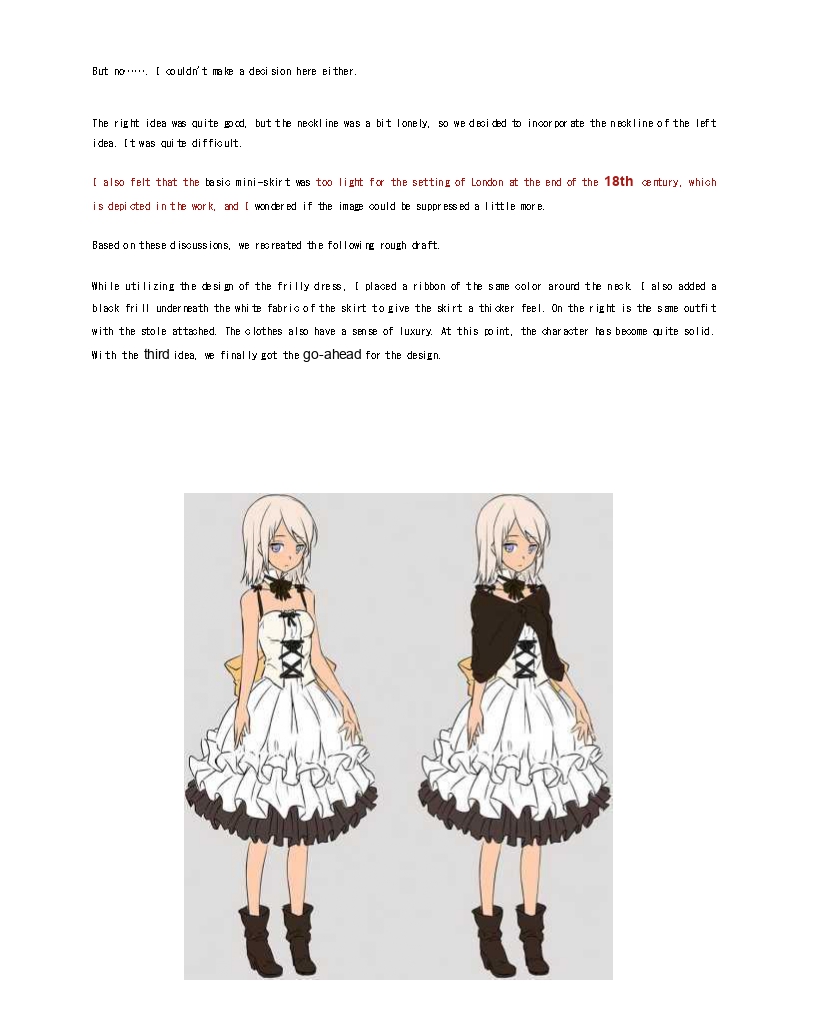 But no……. I couldn't make a decision here either.
The right idea was quite good, but the neckline was a bit lonely, so we decided to incorporate the neckline of the left
idea. It was quite difficult.
I also felt that the basic mini-skirt was too light for the setting of London at the end of the 18th century, which
is depicted in the work, and I wondered if the image could be suppressed a little more.
Based on these discussions, we recreated the following rough draft.
While utilizing the design of the frilly dress, I placed a ribbon of the same color around the neck. I also added a
black frill underneath the white fabric of the skirt to give the skirt a thicker feel. On the right is the same outfit
with the stole attached. The clothes also have a sense of luxury. At this point, the character has become quite solid.
With the third idea, we finally got the go-ahead for the design.